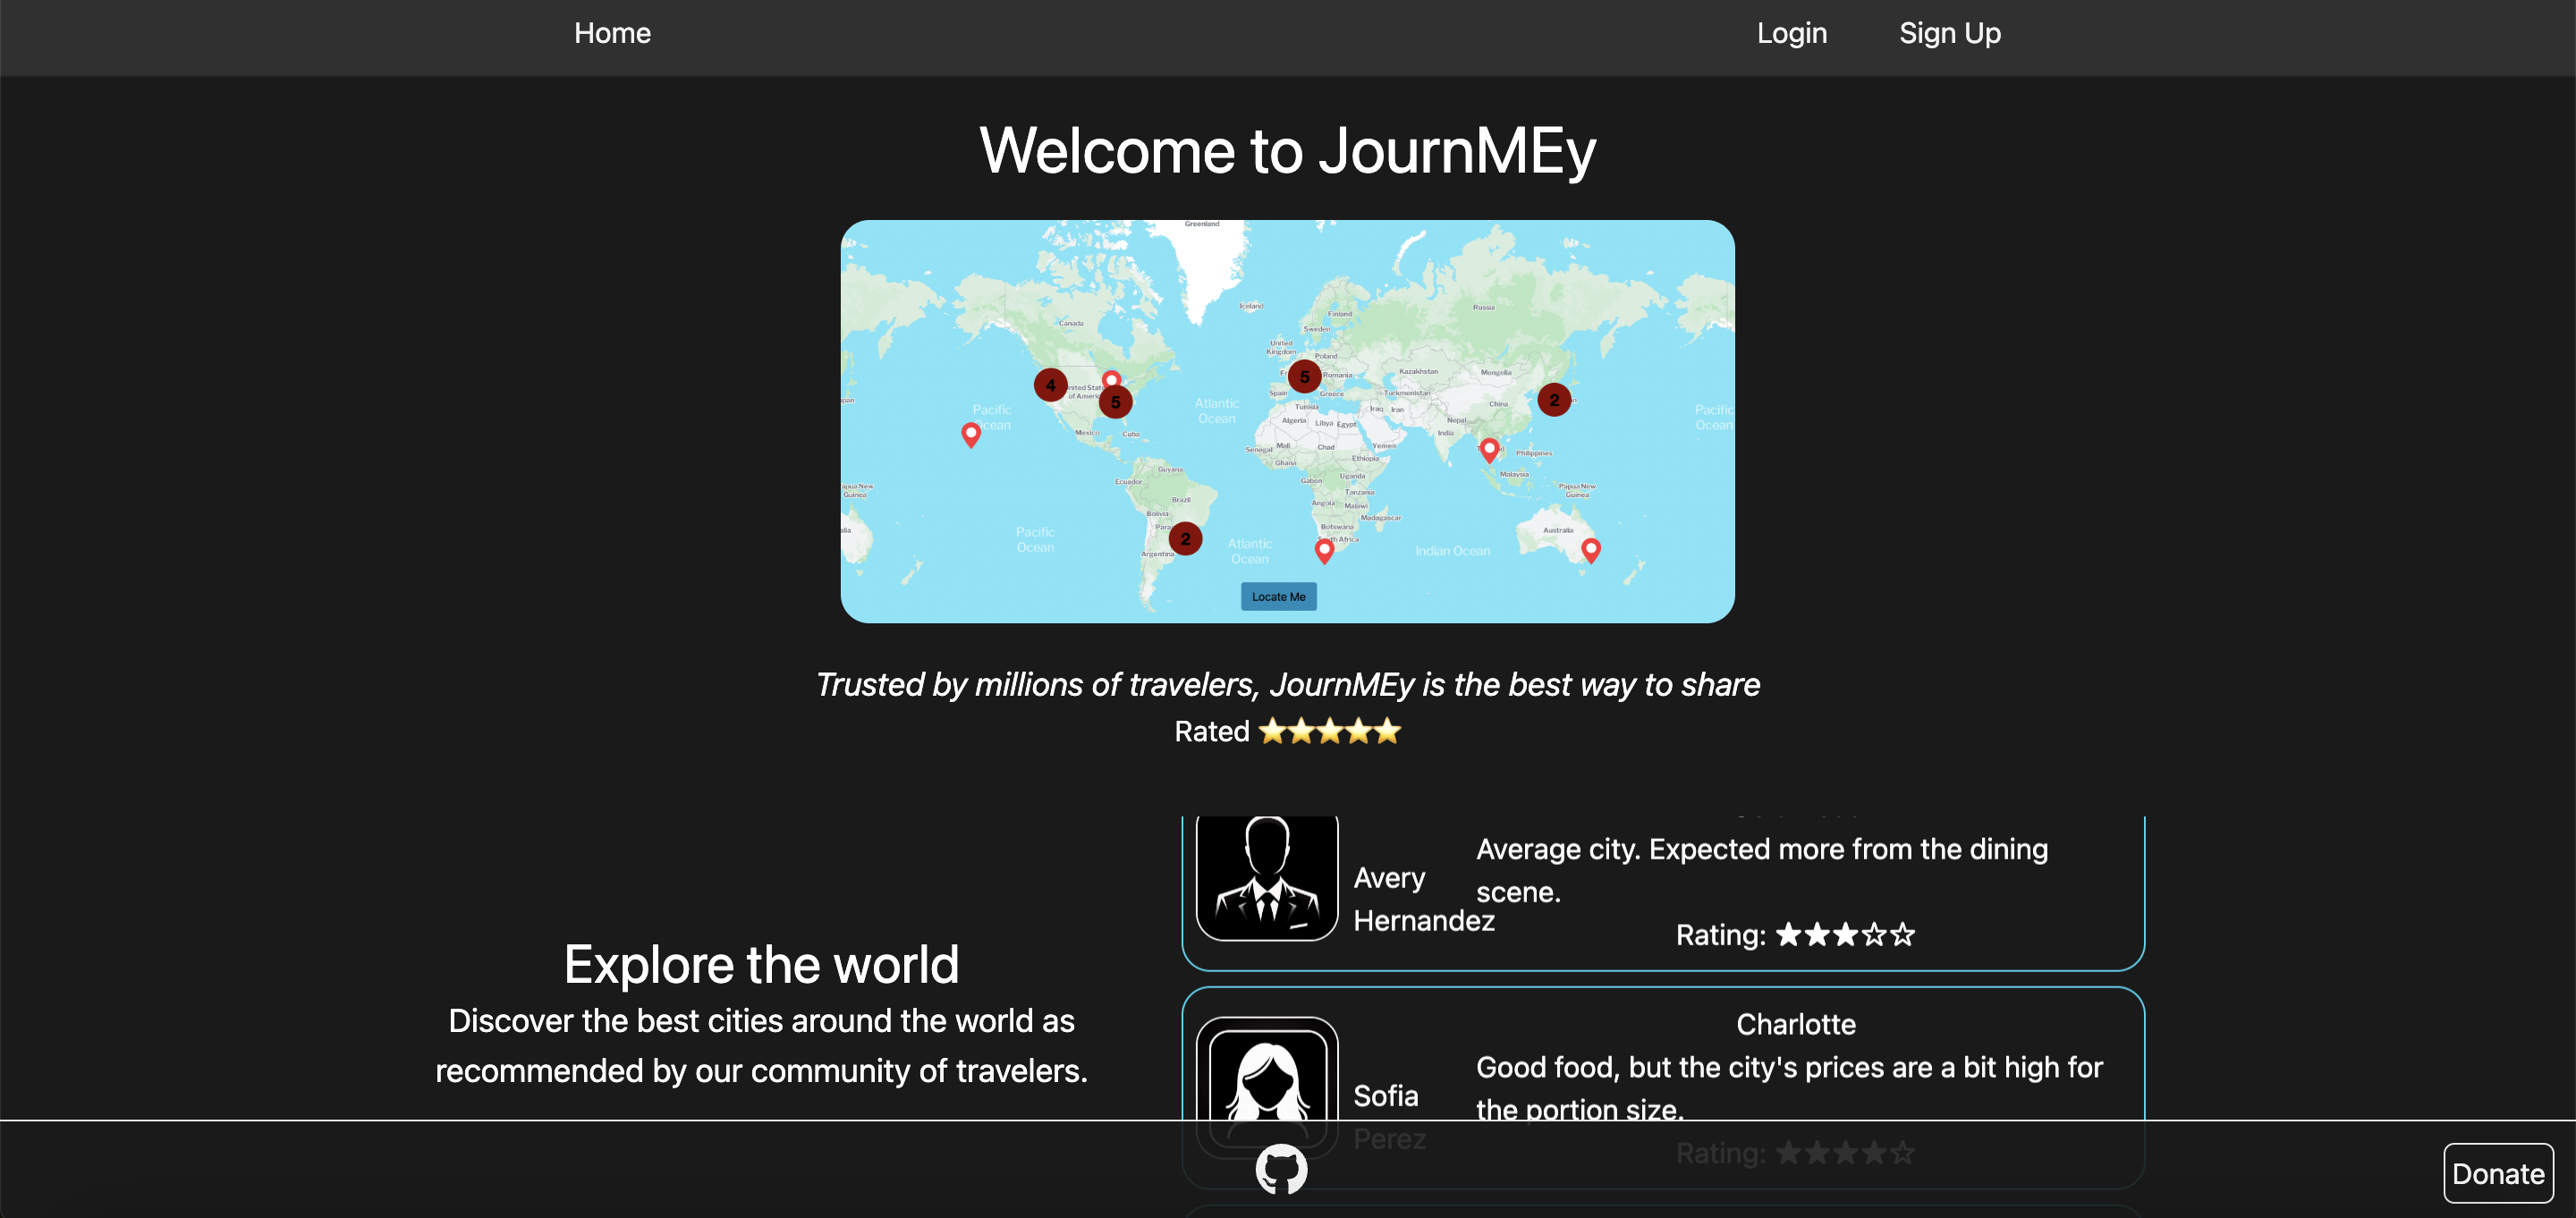 Home
Login
Sign Up
Welcome to JournMEy
Greenland
Iceland
Russia
Finland
Canada
Sweden
United
Kingdom
Poland
Romania
Kazakhstan
Mongolia
4
5
5
2
of Ameri
Spain
Greece
Turkmenistan
China
Pacific
Ocean
Atlantic
Ocean
Tunisia
Iraq
Iran
Pacific
Ocean
Algeria
Libya
Egypt
Nepal
Mexico
Cuba
India
Mali
Chad
Yemen
Senegal
Philippines
Ghana
Ethiopia
Guyana
Malaysia
Ecuador
Gabon
Uganda
apua New
Guinea
Papua New
Guinea
Tanzania
Brazil
Angola
Malawi
Bolivia
Madagascar
Para
Botswana
Australia
alia
Pacific
Ocean
2
Atlantic
Ocean
th Africa
Indian Ocean
Argentina
Locate Me
Trusted by millions of travelers, JournMEy is the best way to share
Rated ⭐⭐⭐⭐⭐
Explore the world
Discover the best cities around the world as
recommended by our community of travelers.
Avery
Hernandez
Average city. Expected more from the dining
scene.
Rating: ★★★☆☆
Charlotte
Sofia
Perez
Good food, but the city's prices are a bit high for
the portion size.
Rating: ★★★★☆
Donate